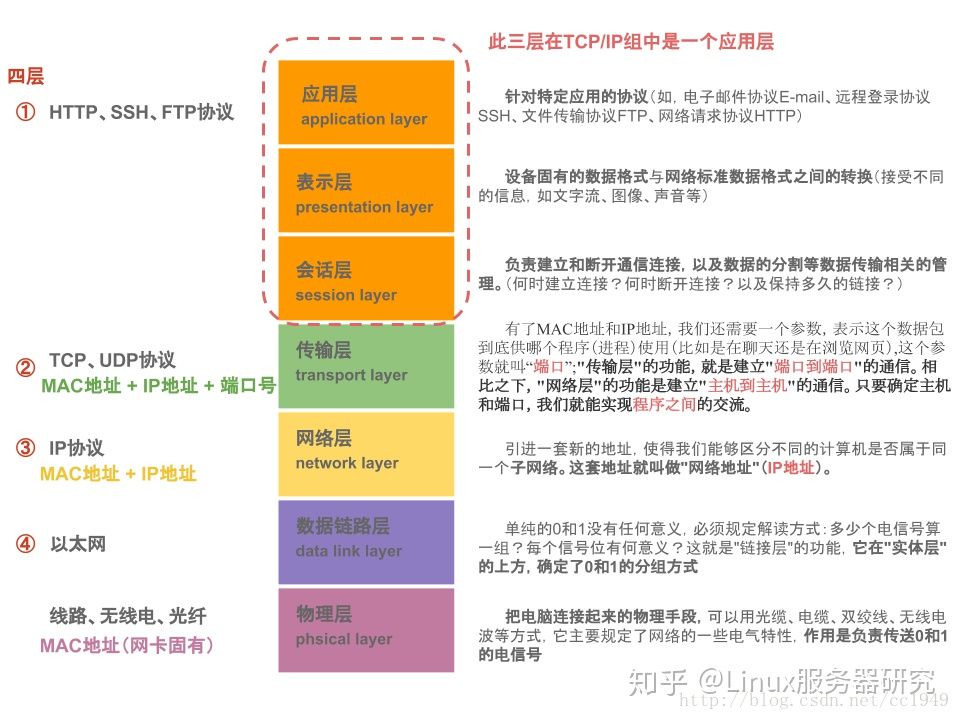 此三层在TCP/IP组中是一个应用层
四层
① HTTP、SSH、FTP协议
应用层
application layer
针对特定应用的协议（如，电子邮件协议E-mail、远程登录协议
SSH、文件传输协议FTP、网络请求协议HTTP）
表示层
presentation layer
设备固有的数据格式与网络标准数据格式之间的转换（接受不同
的信息，如文字流、图像、声音等）
会话层
session layer
负责建立和断开通信连接，以及数据的分割等数据传输相关的管
理。（何时建立连接？何时断开连接？以及保持多久的链接？）
② TCP、UDP协议
MAC地址 + IP地址 + 端口号
传输层
transport layer
有了MAC地址和IP地址，我们还需要一个参数，表示这个数据包
到底供哪个程序(进程)使用(比如是在聊天还是在浏览网页),这个参
数就叫“端口”;"传输层"的功能，就是建立"端口到端口"的通信。相
比之下，"网络层"的功能是建立"主机到主机"的通信。只要确定主机
和端口，我们就能实现程序之间的交流。
③ IP协议
MAC地址 + IP地址
网络层
network layer
引进一套新的地址，使得我们能够区分不同的计算机是否属于同
一个子网络。这套地址就叫做"网络地址"（IP地址）。
④ 以太网
数据链路层
data link layer
单纯的0和1没有任何意义，必须规定解读方式：多少个电信号算
一组？每个信号位有何意义？这就是"链接层"的功能，它在"实体层"
的上方，确定了0和1的分组方式
线路、无线电、光纤
MAC地址（网卡固有）
物理层
phsical layer
把电脑连接起来的物理手段，可以用光缆、电缆、双绞线、无线电
波等方式，它主要规定了网络的一些电气特性，作用是负责传送0和1
的电信号
知乎 @Linux服务器研究
http://blog.csdn.net/cc1949